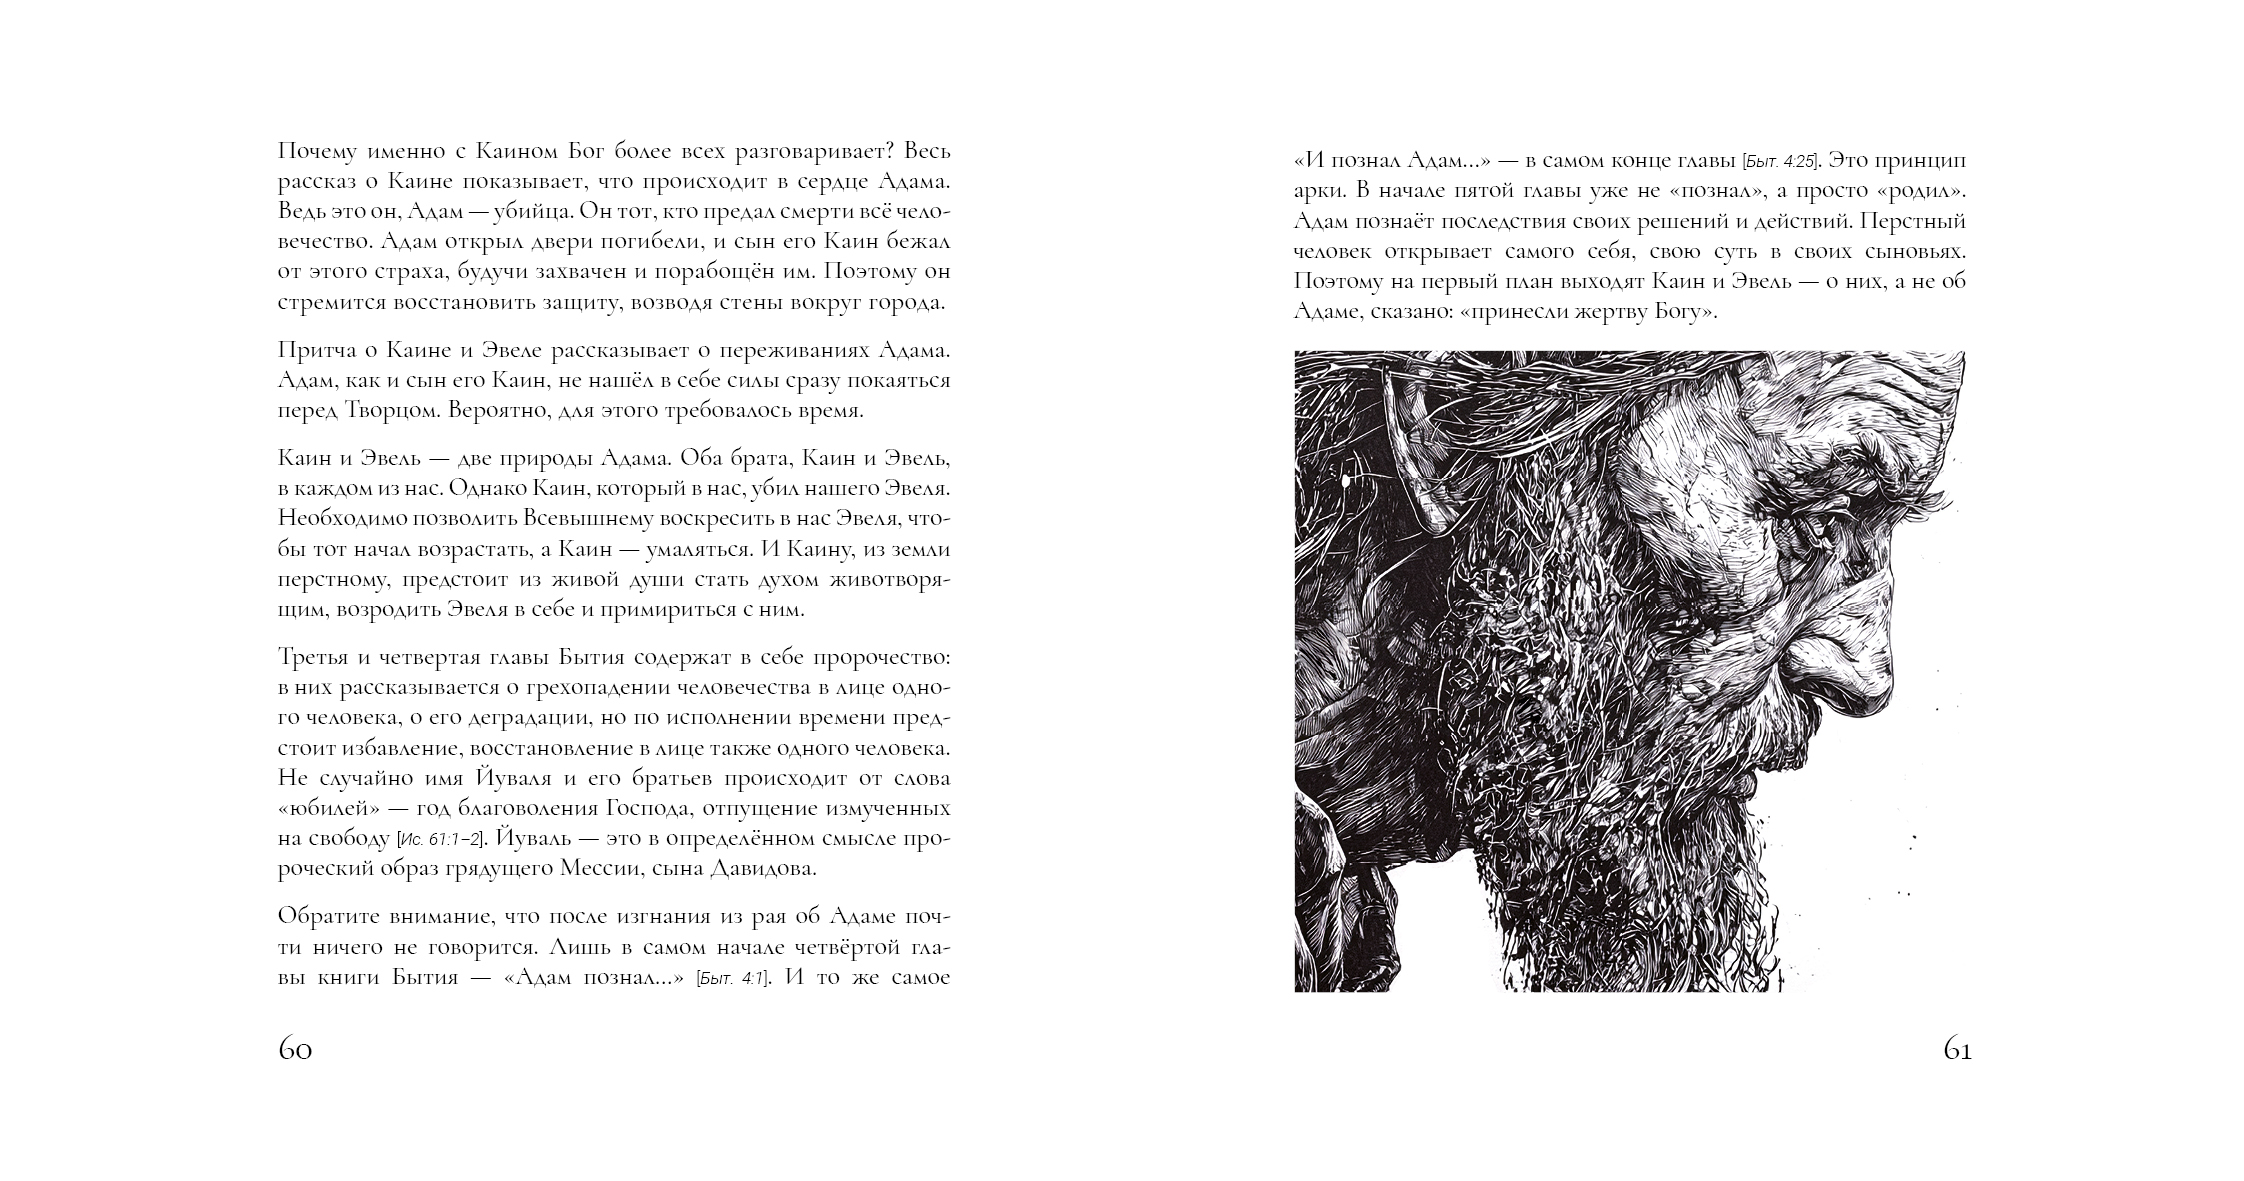 Почему именно с Каином Бог более всех разговаривает? Весь
рассказ о Каине показывает, что происходит в сердце Адама.
Ведь это он, Адам — убийца. Он тот, кто предал смерти всё чело-
вечество. Адам открыл двери погибели, и сын его Каин бежал
от этого страха, будучи захвачен и порабощён им. Поэтому он
стремится восстановить защиту, возводя стены вокруг города.
Притча о Каине и Эвеле рассказывает о переживаниях Адама.
Адам, как и сын его Каин, не нашёл в себе силы сразу покаяться
перед Творцом. Вероятно, для этого требовалось время.
Каин и Эвель — две природы Адама. Оба брата, Каин и Эвель,
в каждом из нас. Однако Каин, который в нас, убил нашего Эвеля.
Необходимо позволить Всевышнему воскресить в нас Эвеля, что-
бы тот начал возрастать, а Каин — умаляться. И Каину, из земли
перстному, предстоит из живой души стать духом животворя-
щим, возродить Эвеля в себе и примириться с ним.
Третья и четвертая главы Бытия содержат в себе пророчество:
в них рассказывается о грехопадении человечества в лице одно-
го человека, о его деградации, но по исполнении времени пред-
стоит избавление, восстановление в лице также одного человека.
Не случайно имя Йуваля и его братьев происходит от слова
«юбилей» — год благоволения Господа, отпущение измученных
на свободу [Ис. 61:1–2]. Йуваль — это в определённом смысле про-
роческий образ грядущего Мессии, сына Давидова.
Обратите внимание, что после изгнания из рая об Адаме поч-
ти ничего не говорится. Лишь в самом начале четвёртой гла-
вы книги Бытия — «Адам познал…» [Быт. 4:1]. И то же самое
60
«И познал Адам…» — в самом конце главы [Быт. 4:25]. Это принцип
арки. В начале пятой главы уже не «познал», а просто «родил».
Адам познаёт последствия своих решений и действий. Перстный
человек открывает самого себя, свою суть в своих сыновьях.
Поэтому на первый план выходят Каин и Эвель — о них, а не об
Адаме, сказано: «принесли жертву Богу».
61